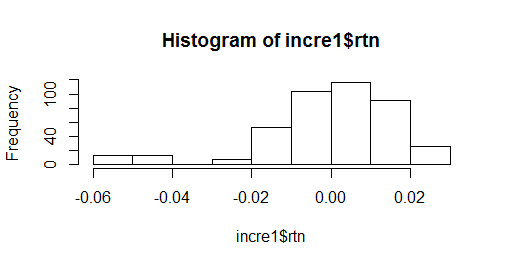 Histogram of incre1$rtn
Frequency
0 40 100
-0.06 -0.04 -0.02 0.00 0.02
incre1$rtn